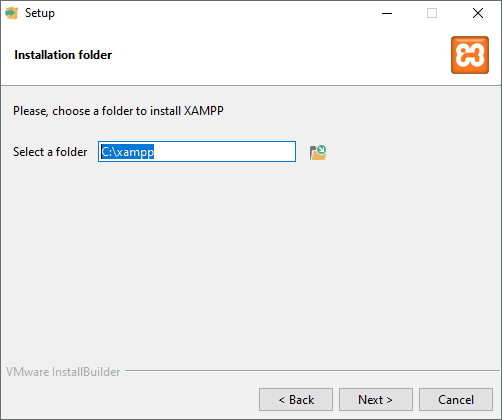 Setup
Installation folder
Please, choose a folder to install XAMPP
Select a folder C:\xampp
VMware InstallBuilder
< Back Next > Cancel